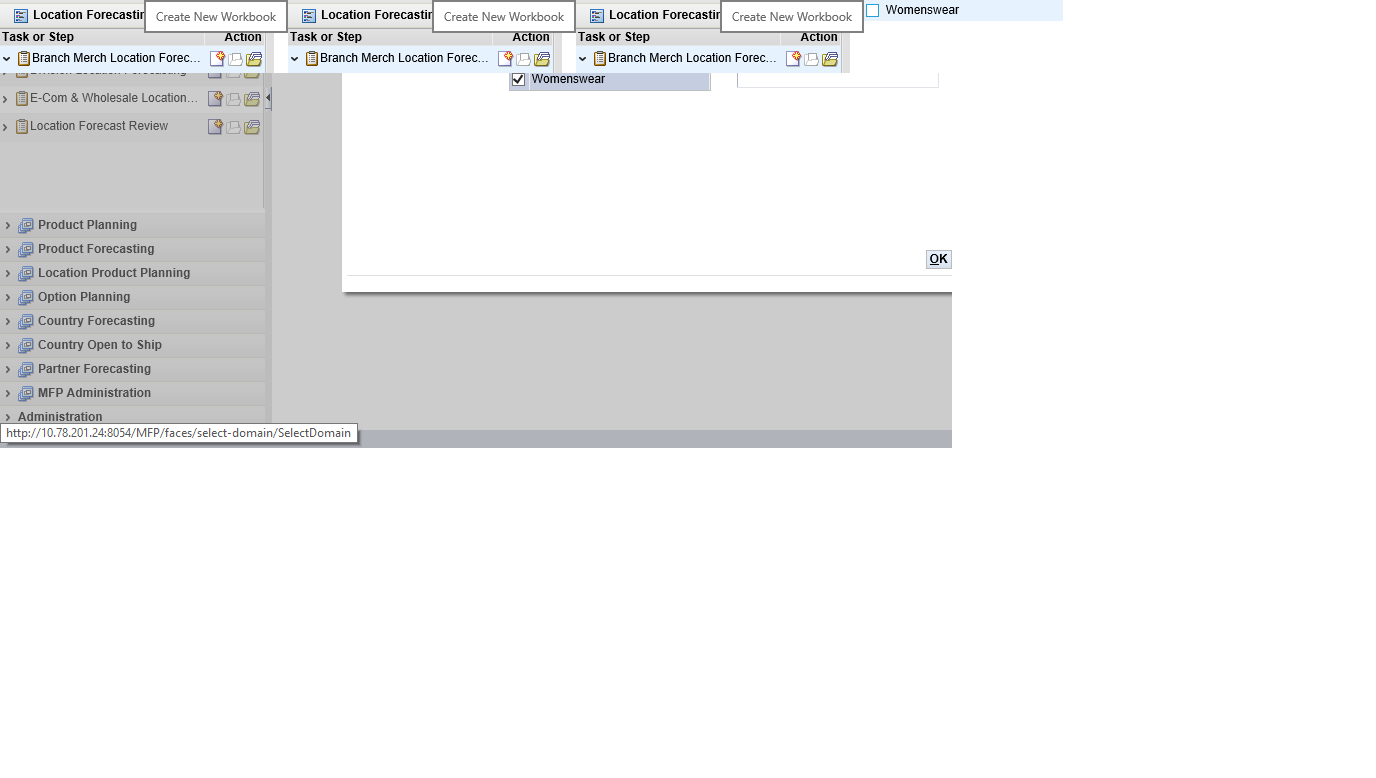 Location Forecastin Create New Workbook Location Forecastin Create New Workbook Location Forecastin Create New Workbook Womenswear
Task or Step Action Task or Step Action Task or Step Action
Branch Merch Location Forec... Branch Merch Location Forec... Branch Merch Location Forec...
Division Location Forecasting
Womenswear
E-Com & Wholesale Location...
Location Forecast Review
Product Planning
Product Forecasting
OK
Location Product Planning
Option Planning
Country Forecasting
Country Open to Ship
Partner Forecasting
MFP Administration
Administration
http://10.78.201.24:8054/MFP/faces/select-domain/SelectDomain